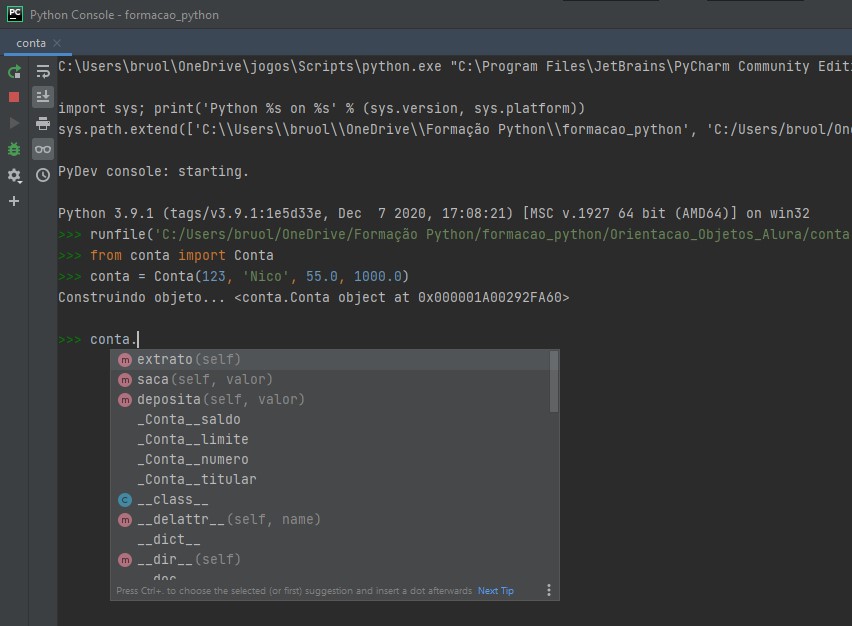 PC Python Console - formacao_python
conta
C:\Users\bruol\OneDrive\jogos\Scripts\python.exe "C:\Program Files\JetBrains\PyCharm Community Editi
import sys; print('Python %s on %s' % (sys.version, sys.platform))
sys.path.extend(['C:\\Users\\bruol\\OneDrive\\Formação Python\\formacao_python', 'C:/Users/bruol/One
PyDev console: starting.
Python 3.9.1 (tags/v3.9.1:1e5d33e, Dec  7 2020, 17:08:21) [MSC v.1927 64 bit (AMD64)] on win32
>>> runfile('C:/Users/bruol/OneDrive/Formação Python/formacao_python/Orientacao_Objetos_Alura/conta
>>> from conta import Conta
>>> conta = Conta(123, 'Nico', 55.0, 1000.0)
Construindo objeto... <conta.Conta object at 0x000001A00292FA60>
>>> conta.
m extrato(self)
m saca(self, valor)
m deposita(self, valor)
_Conta__saldo
_Conta__limite
_Conta__numero
_Conta__titular
C __class__
m __delattr__(self, name)
__dict__
m __dir__(self)
__doc__
Press Ctrl+. to choose the selected (or first) suggestion and insert a dot afterwards Next Tip